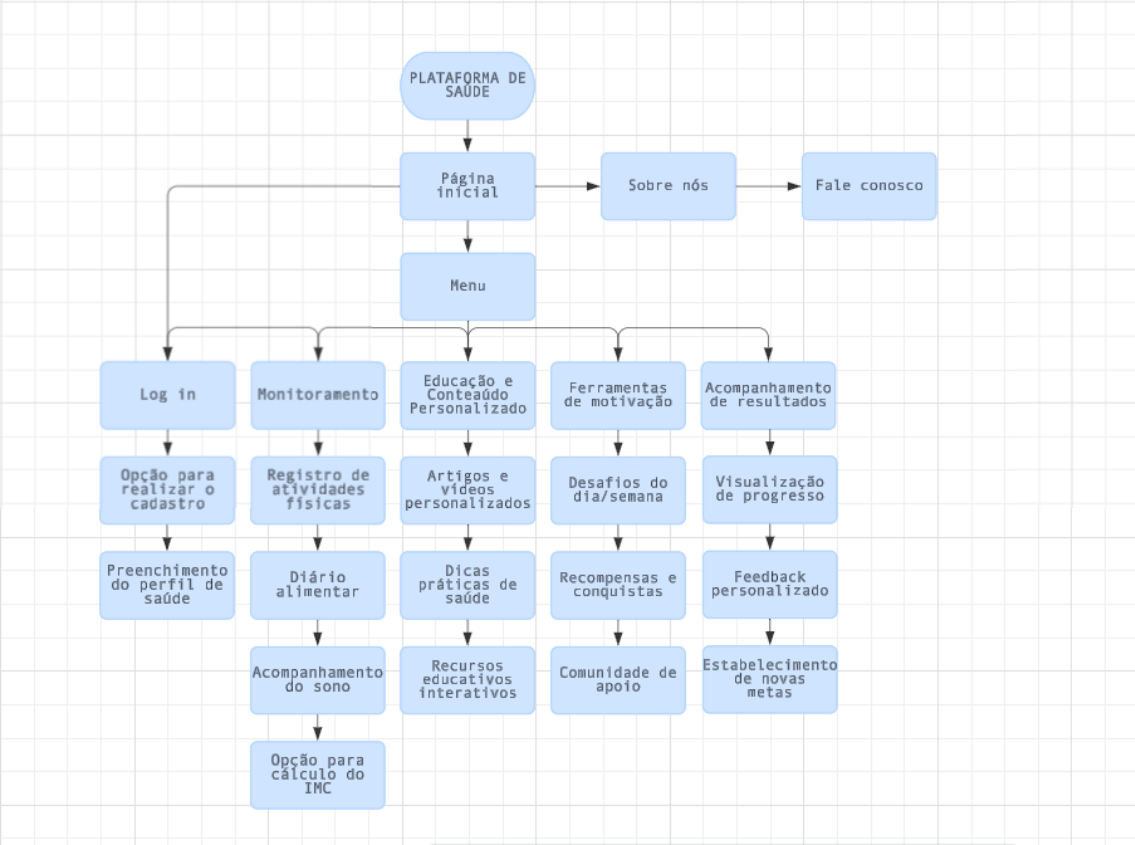 PLATAFORMA DE
SAÚDE
Página
inicial
Sobre nós
Fale conosco
Menu
Log in
Monitoramento
Educação e
Conteúdo
Personalizado
Ferramentas
de motivação
Acompanhamento
de resultados
Opção para
realizar o
cadastro
Registro de
atividades
físicas
Artigos e
vídeos
personalizados
Desafios do
dia/semana
Visualização
de progresso
Preenchimento
do perfil de
saúde
Diário
alimentar
Dicas
práticas de
saúde
Recompensas e
conquistas
Feedback
personalizado
Acompanhamento
do sono
Recursos
educativos
interativos
Comunidade de
apoio
Estabelecimento
de novas
metas
Opção para
cálculo do
IMC